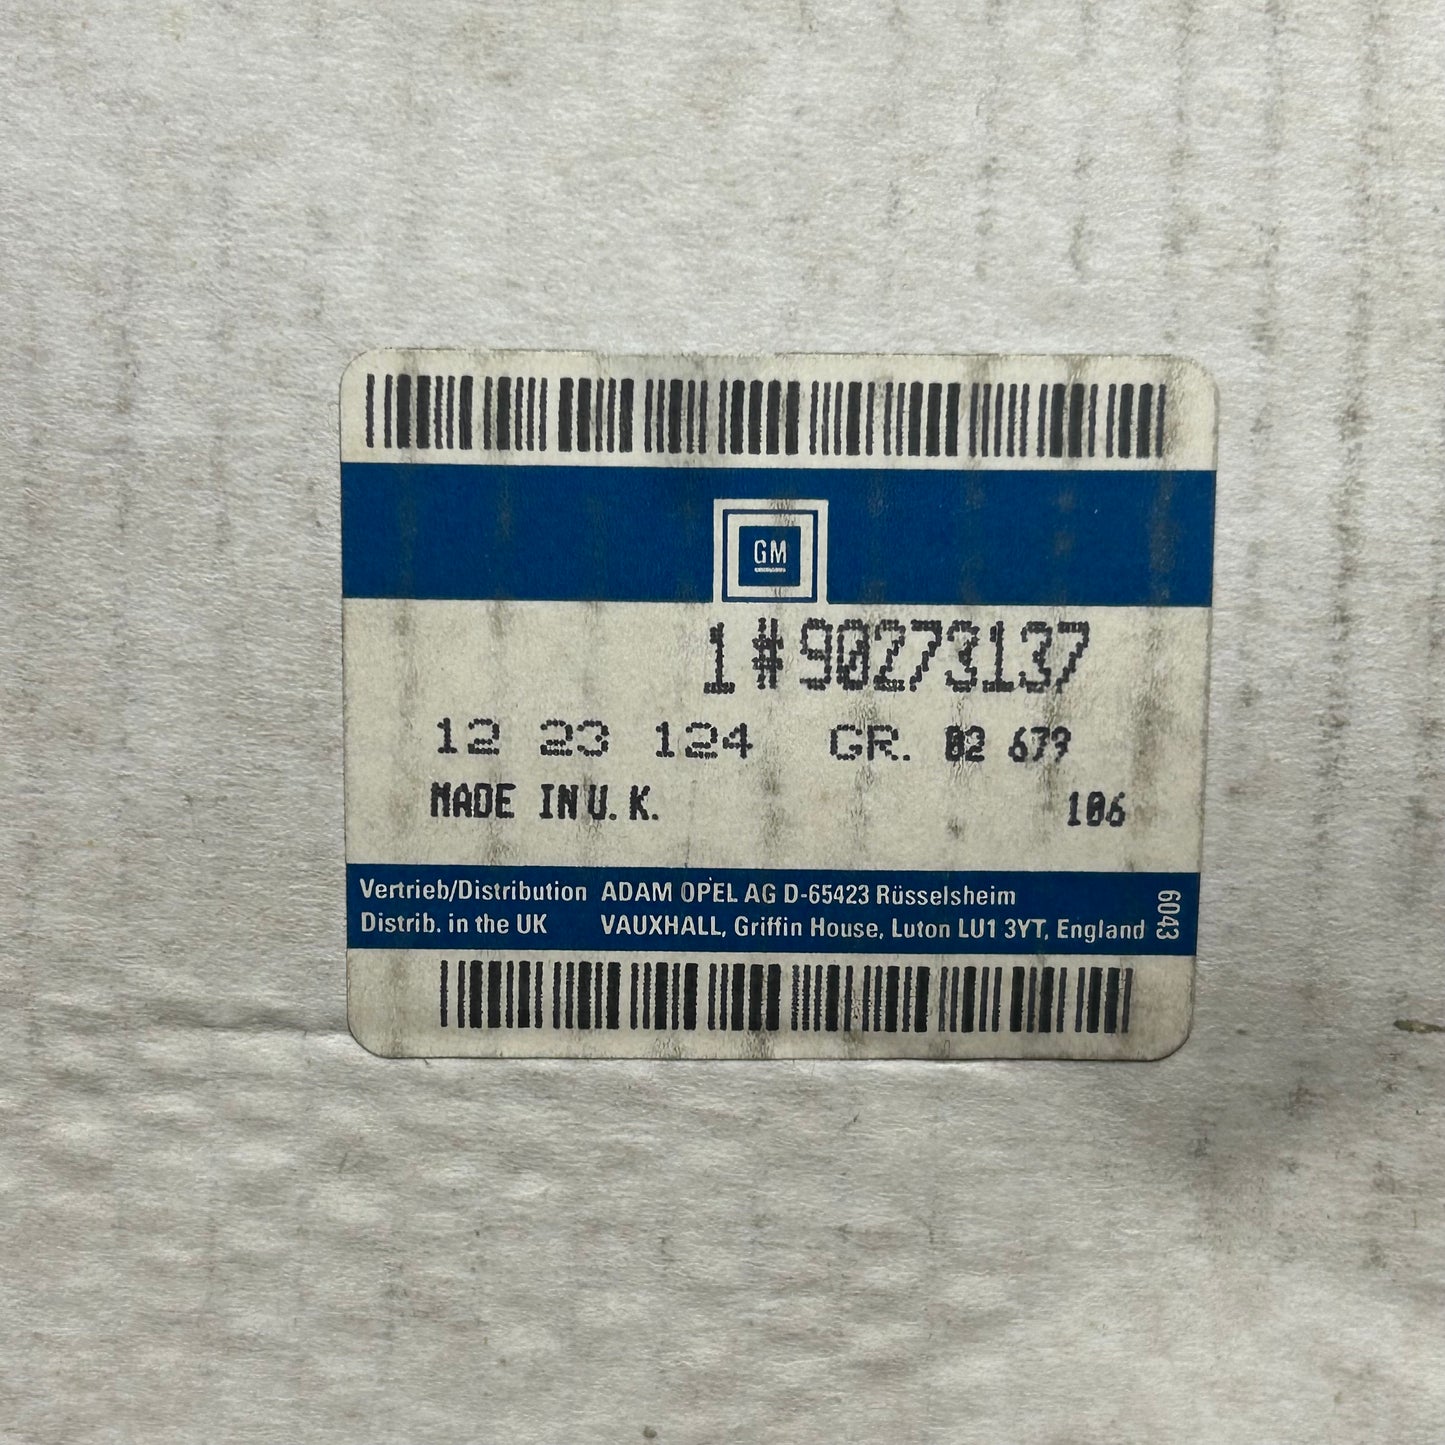 GM
1#90273137
12 23 124 GR. 02 679
MADE IN U.K.
106
Vertrieb/Distribution ADAM OPEL AG D-65423 Rüsselsheim
Distrib. in the UK VAUXHALL, Griffin House, Luton LU1 3YT, England
6043